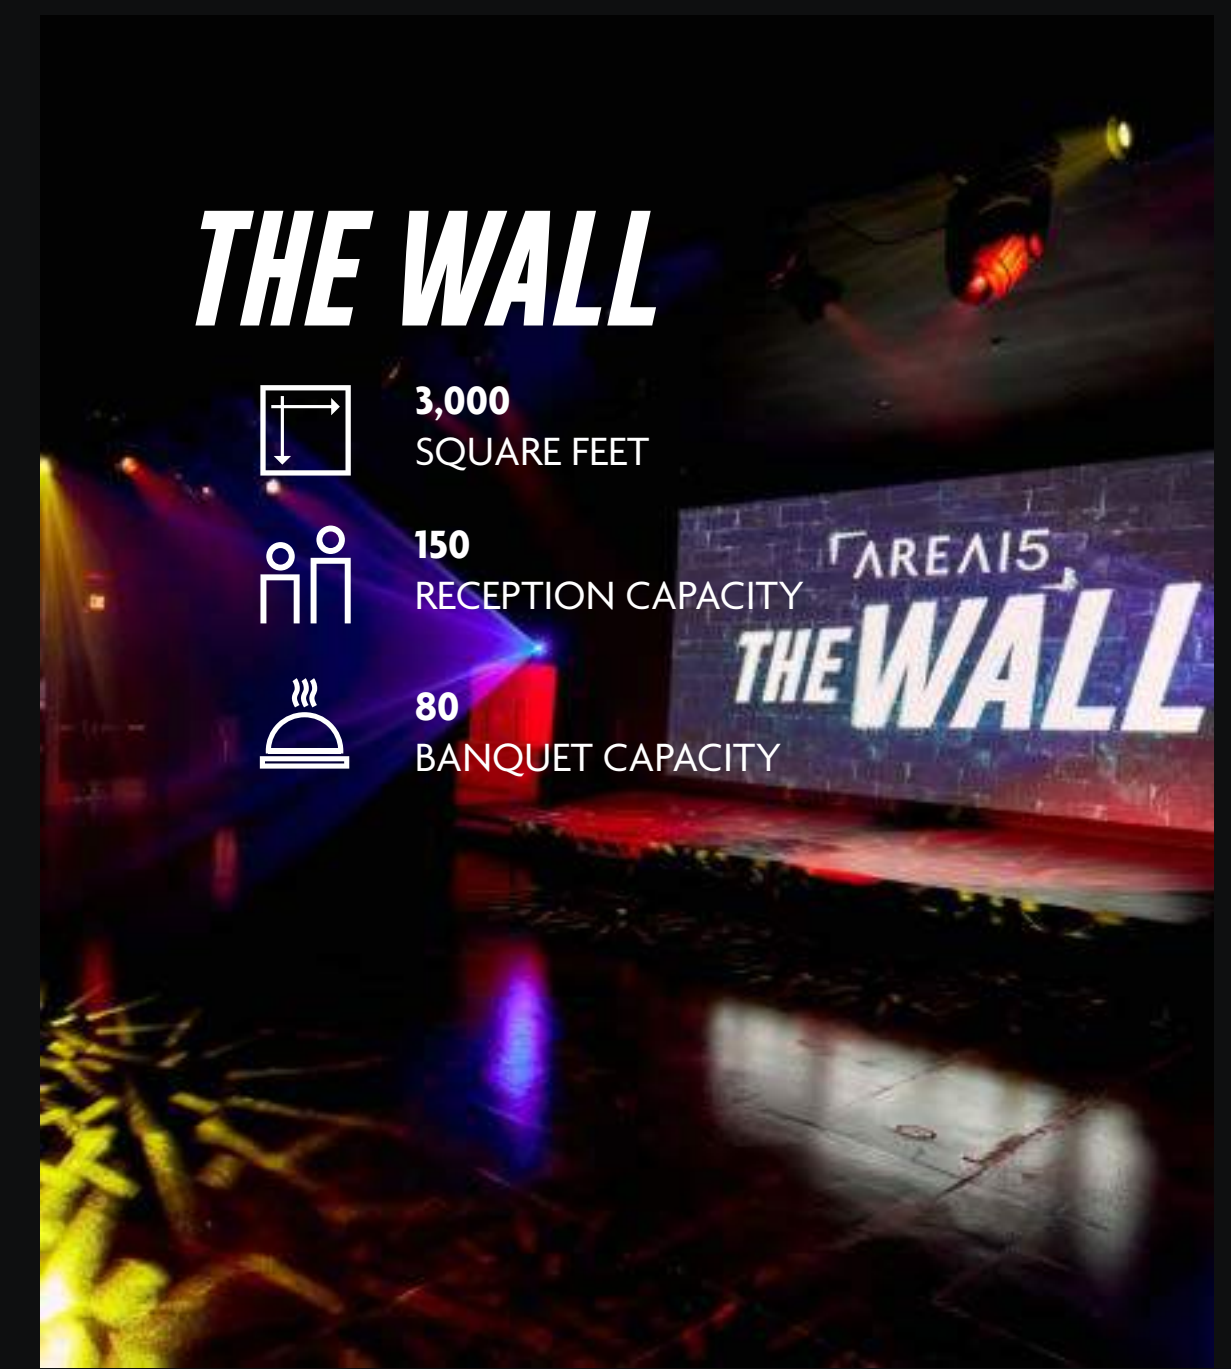 THE WALL
3,000
SQUARE FEET
150
RECEPTION CAPACITY
80
BANQUET CAPACITY
AREA15
THE WALL